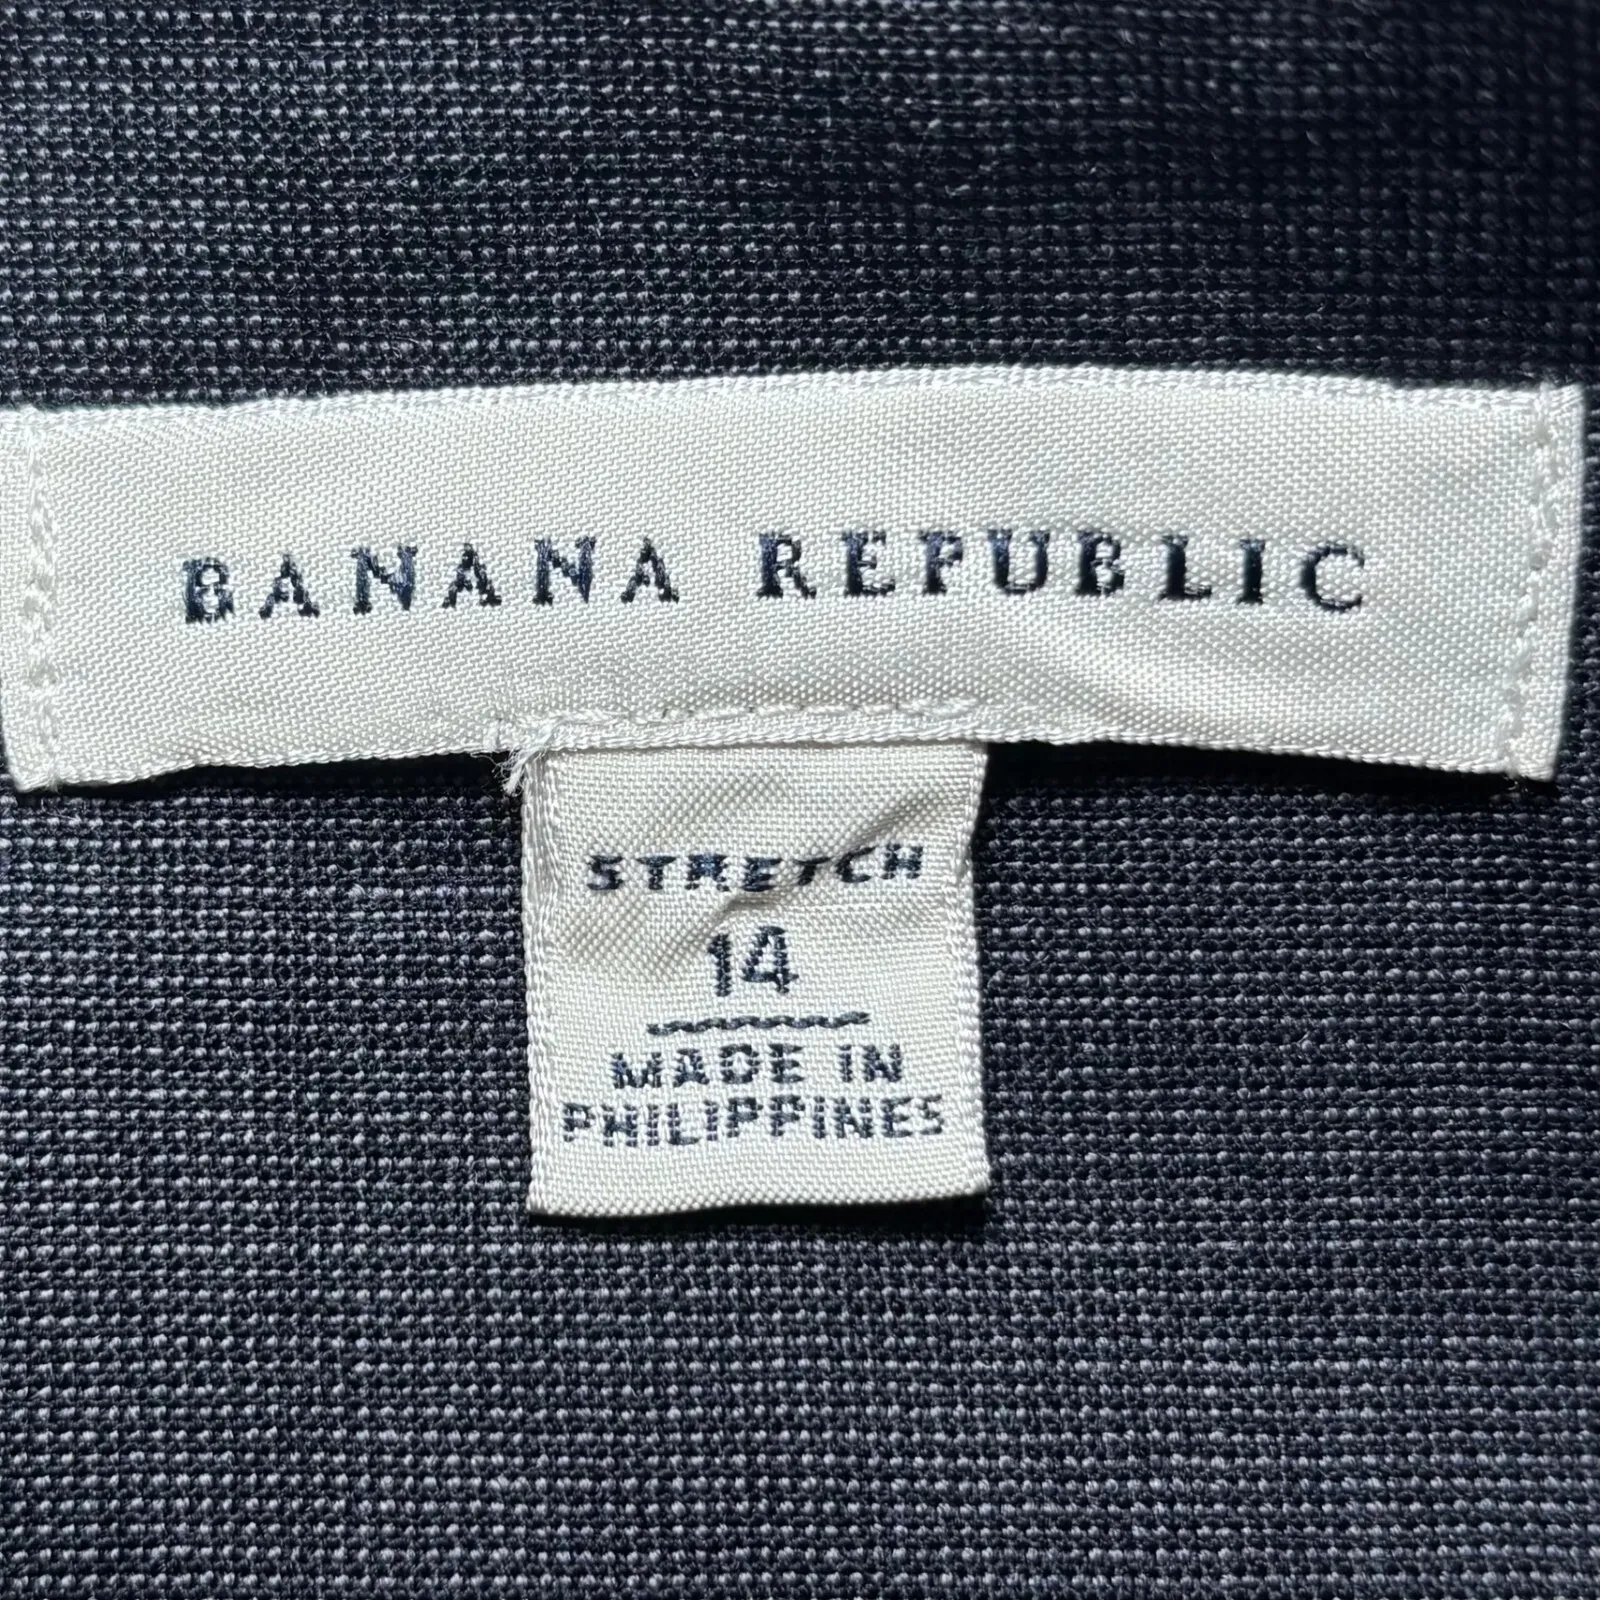 BANANA REPUBLIC
STRETCH
14
MADE IN
PHILIPPINES